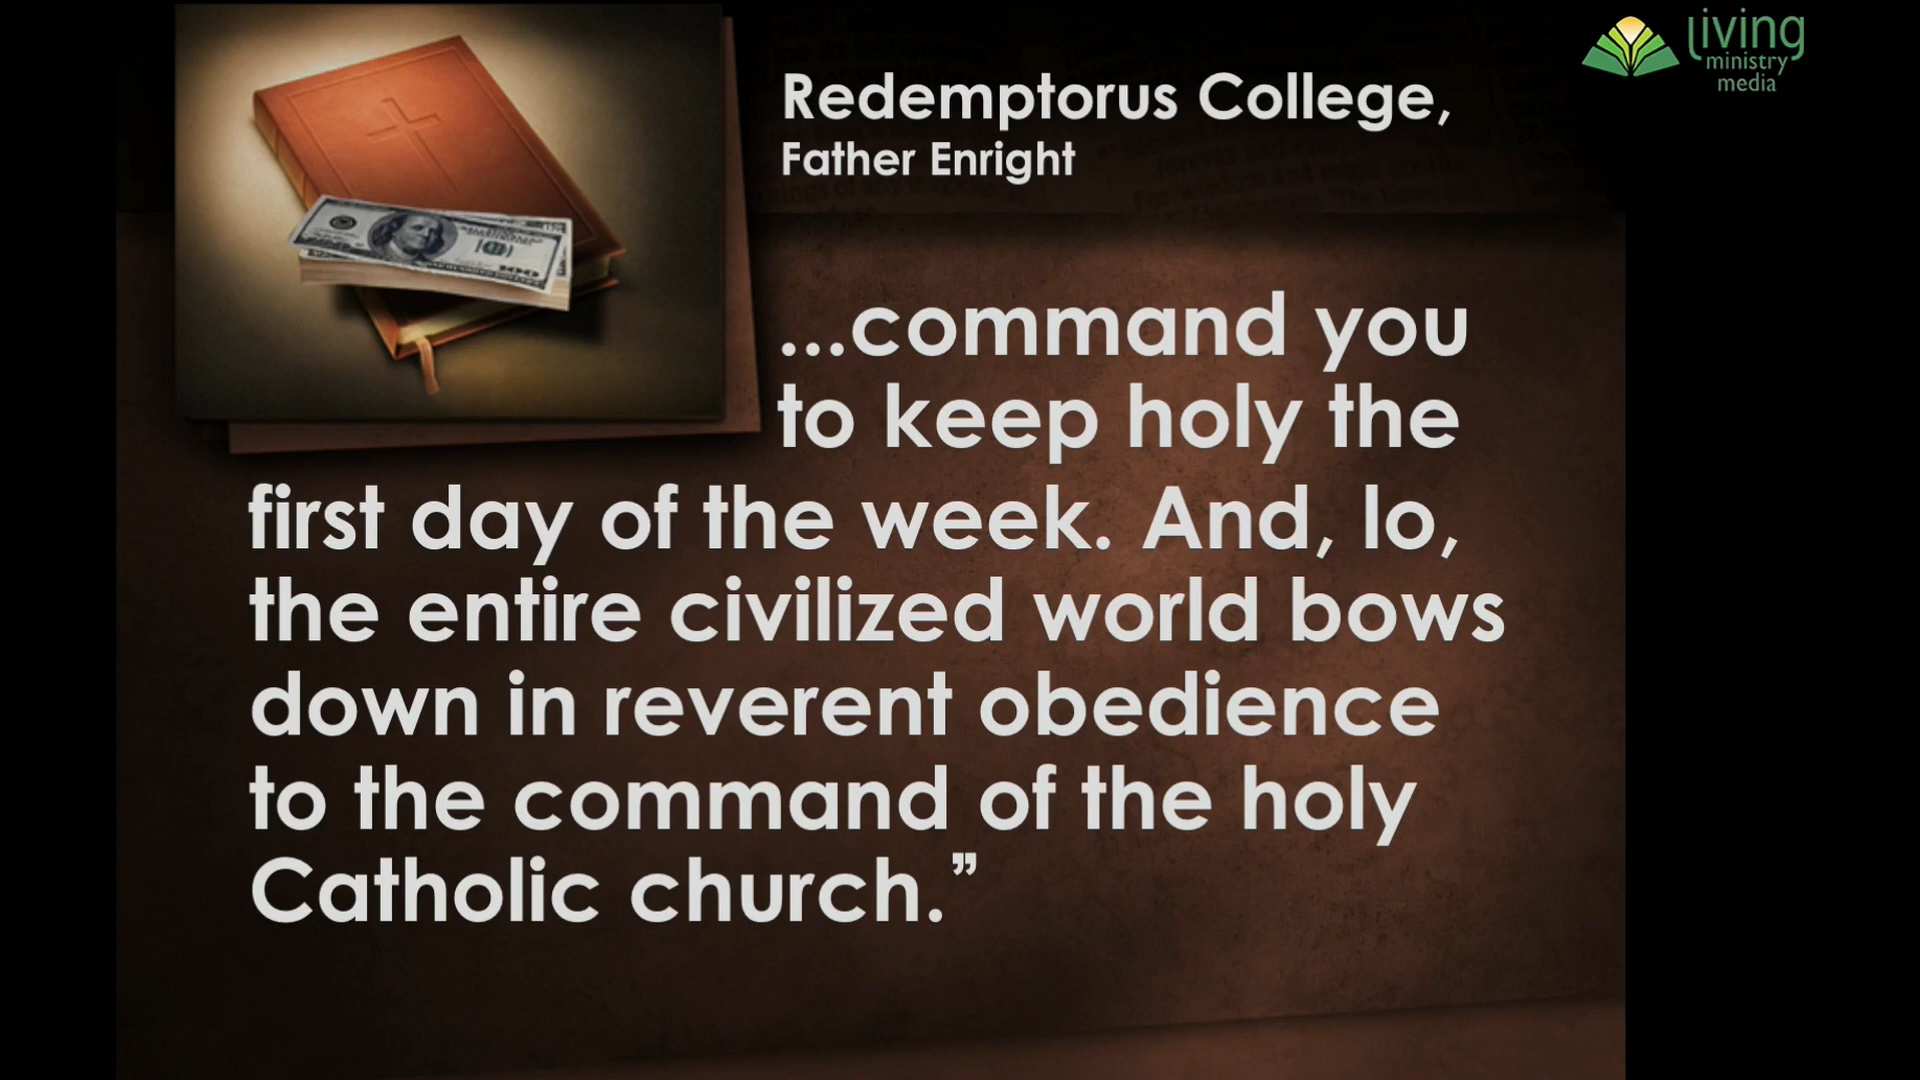 Redemptorus College,
Father Enright
living
ministry
media
...command you
to keep holy the
first day of the week. And, lo,
the entire civilized world bows
down in reverent obedience
to the command of the holy
Catholic church.”
100